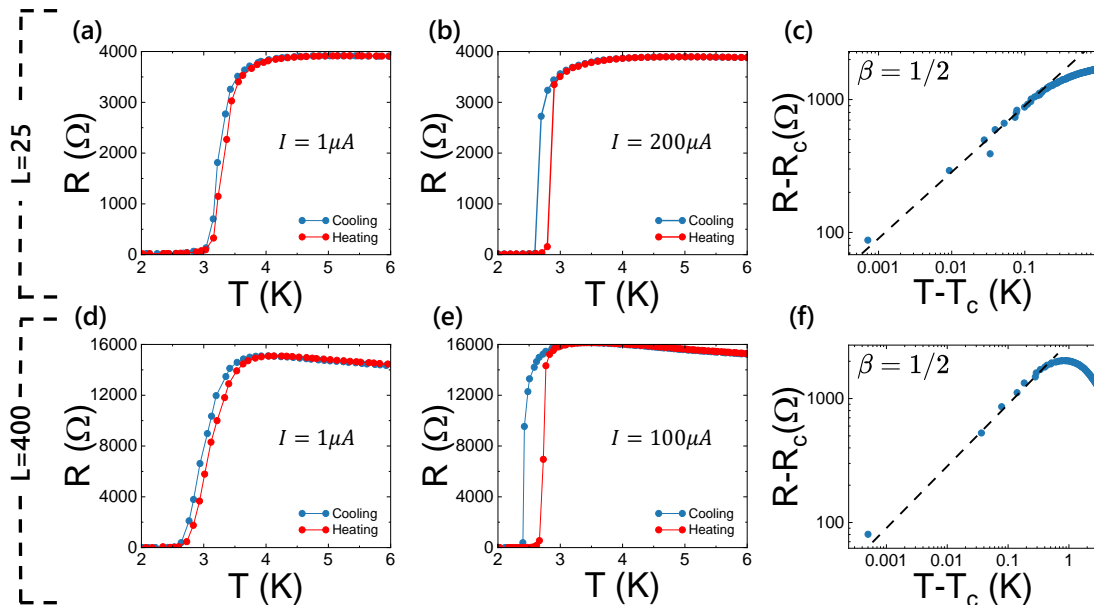 L=25
(a)
R (Ω)
4000
3000
2000
1000
0
I = 1μA
Cooling
Heating
2 3 4 5 6
T (K)
(b)
R (Ω)
4000
3000
2000
1000
0
I = 200μA
Cooling
Heating
2 3 4 5 6
T (K)
(c)
β = 1/2
R-Rc(Ω)
1000
100
0.001 0.01 0.1
T-Tc (K)
L=400
(d)
R (Ω)
16000
12000
8000
4000
0
I = 1μA
Cooling
Heating
2 3 4 5 6
T (K)
(e)
R (Ω)
16000
12000
8000
4000
0
I = 100μA
Cooling
Heating
2 3 4 5 6
T (K)
(f)
β = 1/2
R-Rc(Ω)
1000
100
0.001 0.01 0.1 1
T-Tc (K)